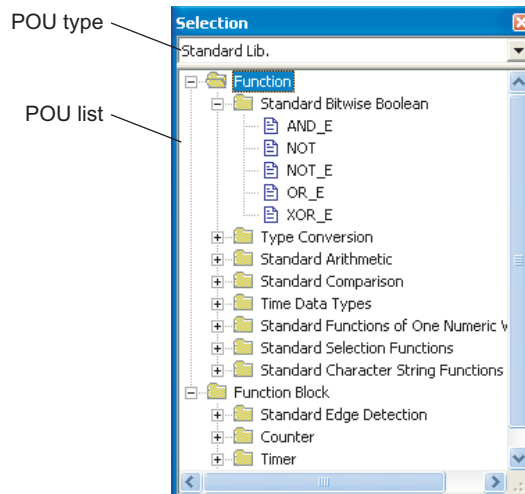 POU type
Selection
Standard Lib.
POU list
Function
Standard Bitwise Boolean
AND_E
NOT
NOT_E
OR_E
XOR_E
Type Conversion
Standard Arithmetic
Standard Comparison
Time Data Types
Standard Functions of One Numeric
Standard Selection Functions
Standard Character String Functions
Function Block
Standard Edge Detection
Counter
Timer